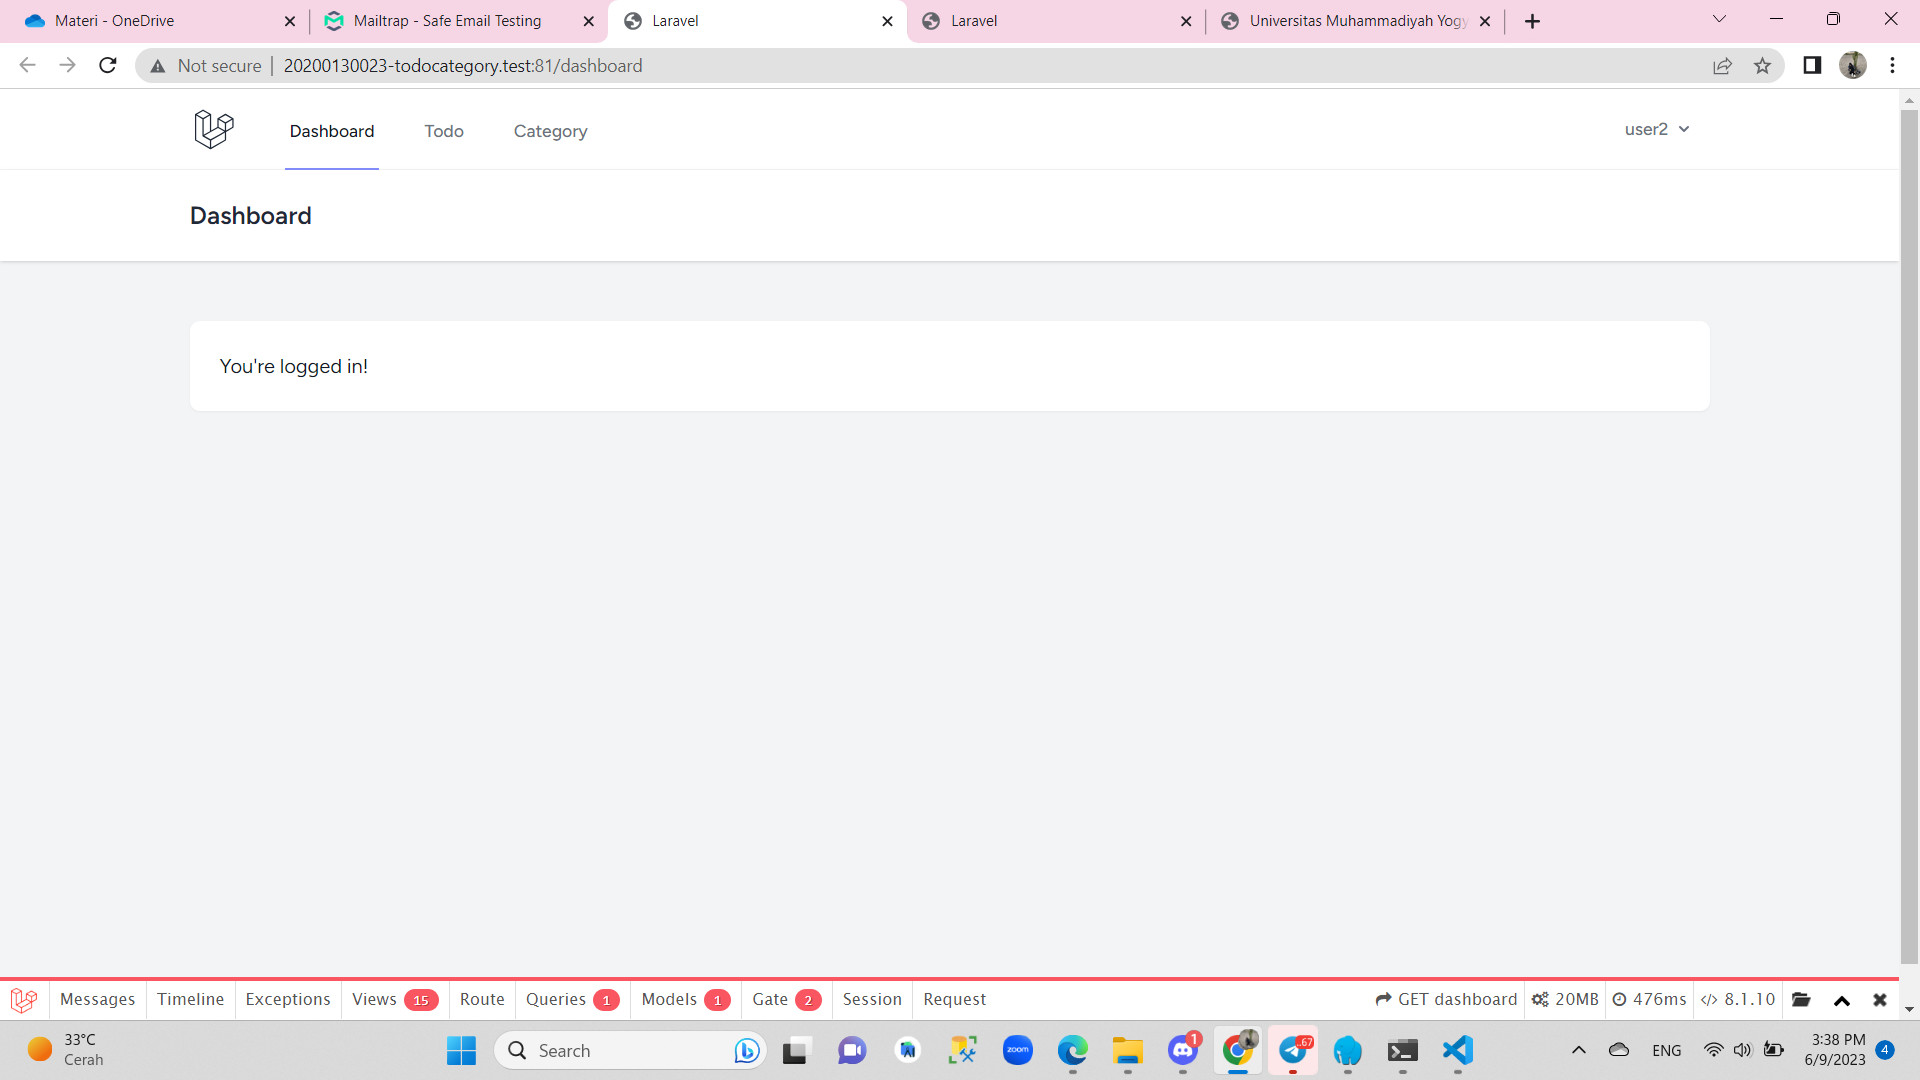 Materi - OneDrive
Mailtrap - Safe Email Testing
Laravel
Laravel
Universitas Muhammadiyah Yogy
Not secure
20200130023-todocategory.test:81/dashboard
Dashboard
Todo
Category
user2
Dashboard
You're logged in!
Messages
Timeline
Exceptions
Views 15
Route
Queries 1
Models 1
Gate 2
Session
Request
GET dashboard
20MB
476ms
8.1.10
33°C
Cerah
Search
zoom
1
67
ENG
3:38 PM
6/9/2023
4